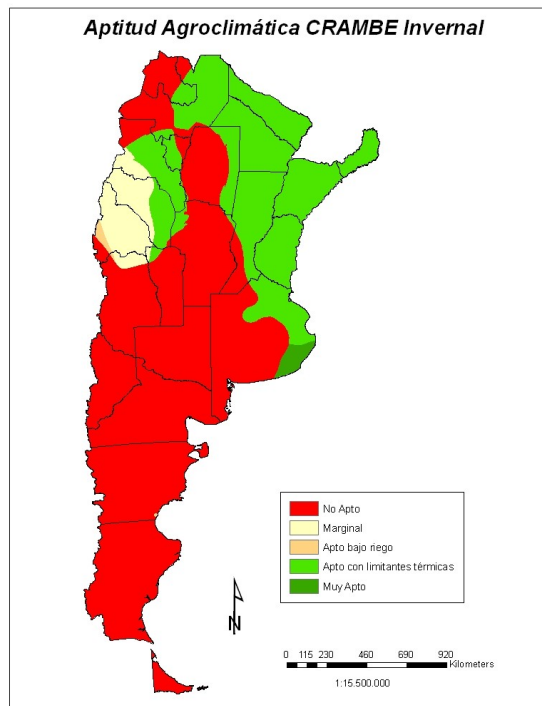 Aptitud Agroclimática CRAMBE Invernal
No Apto
Marginal
Apto bajo riego
Apto con limitantes térmicas
Muy Apto
N
0 115 230 460 690 920
Kilometers
1:15.500.000